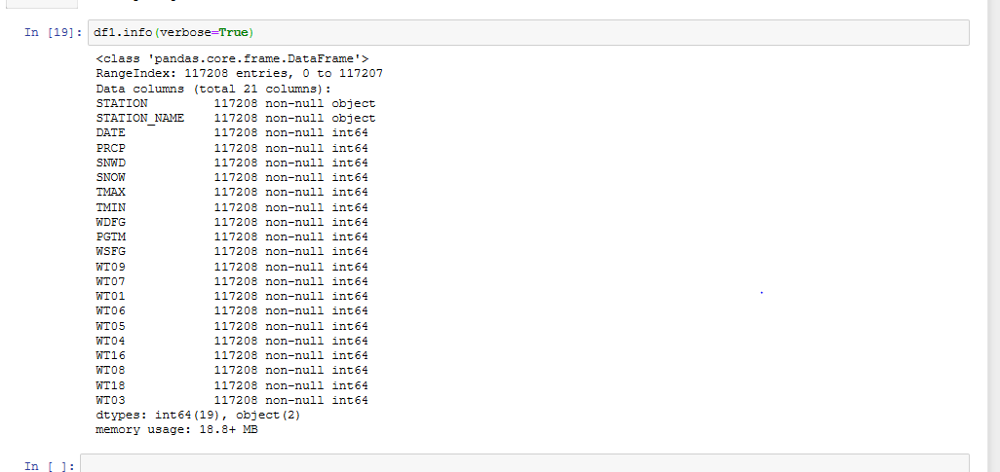 In [19]: df1.info(verbose=True)
<class 'pandas.core.frame.DataFrame'>
RangeIndex: 117208 entries, 0 to 117207
Data columns (total 21 columns):
STATION         117208 non-null object
STATION_NAME    117208 non-null object
DATE            117208 non-null int64
PRCP            117208 non-null int64
SNWD            117208 non-null int64
SNOW            117208 non-null int64
TMAX            117208 non-null int64
TMIN            117208 non-null int64
WDFG            117208 non-null int64
PGTM            117208 non-null int64
WSFG            117208 non-null int64
WT09            117208 non-null int64
WT07            117208 non-null int64
WT01            117208 non-null int64
WT06            117208 non-null int64
WT05            117208 non-null int64
WT04            117208 non-null int64
WT16            117208 non-null int64
WT08            117208 non-null int64
WT18            117208 non-null int64
WT03            117208 non-null int64
dtypes: int64(19), object(2)
memory usage: 18.8+ MB
In [ ]: